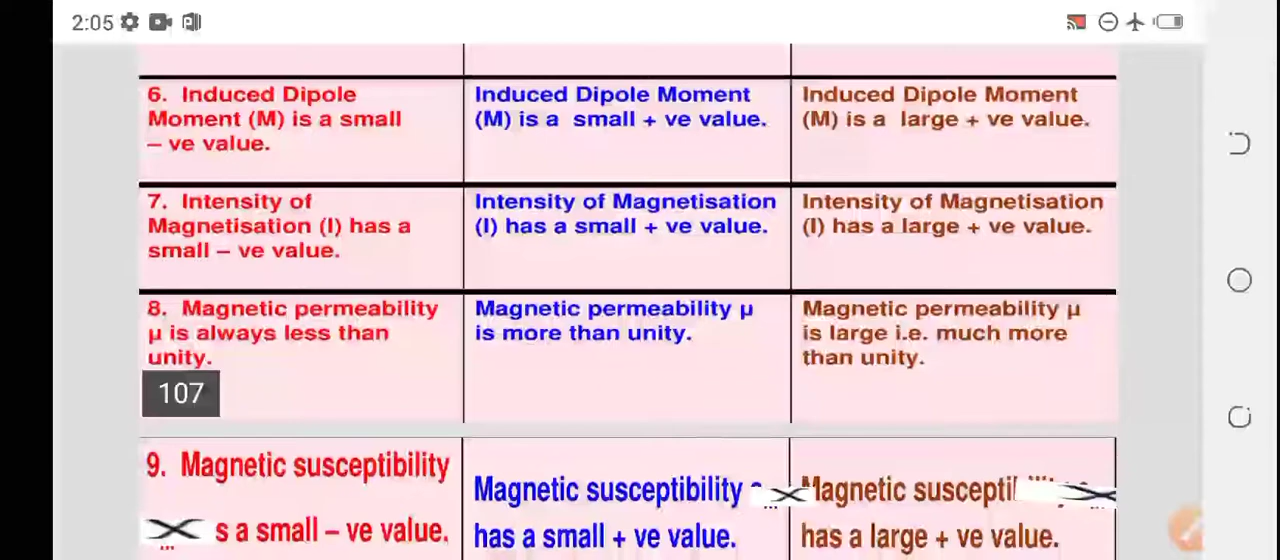 2:05
6. Induced Dipole
Moment (M) is a small
– ve value.
Induced Dipole Moment
(M) is a small + ve value.
Induced Dipole Moment
(M) is a large + ve value.
7. Intensity of
Magnetisation (I) has a
small – ve value.
Intensity of Magnetisation
(I) has a small + ve value.
Intensity of Magnetisation
(I) has a large + ve value.
8. Magnetic permeability
μ is always less than
unity.
Magnetic permeability μ
is more than unity.
Magnetic permeability μ
is large i.e. much more
than unity.
107
9. Magnetic susceptibility
s a small – ve value.
Magnetic susceptibility
has a small + ve value.
Magnetic
has a large + ve value.